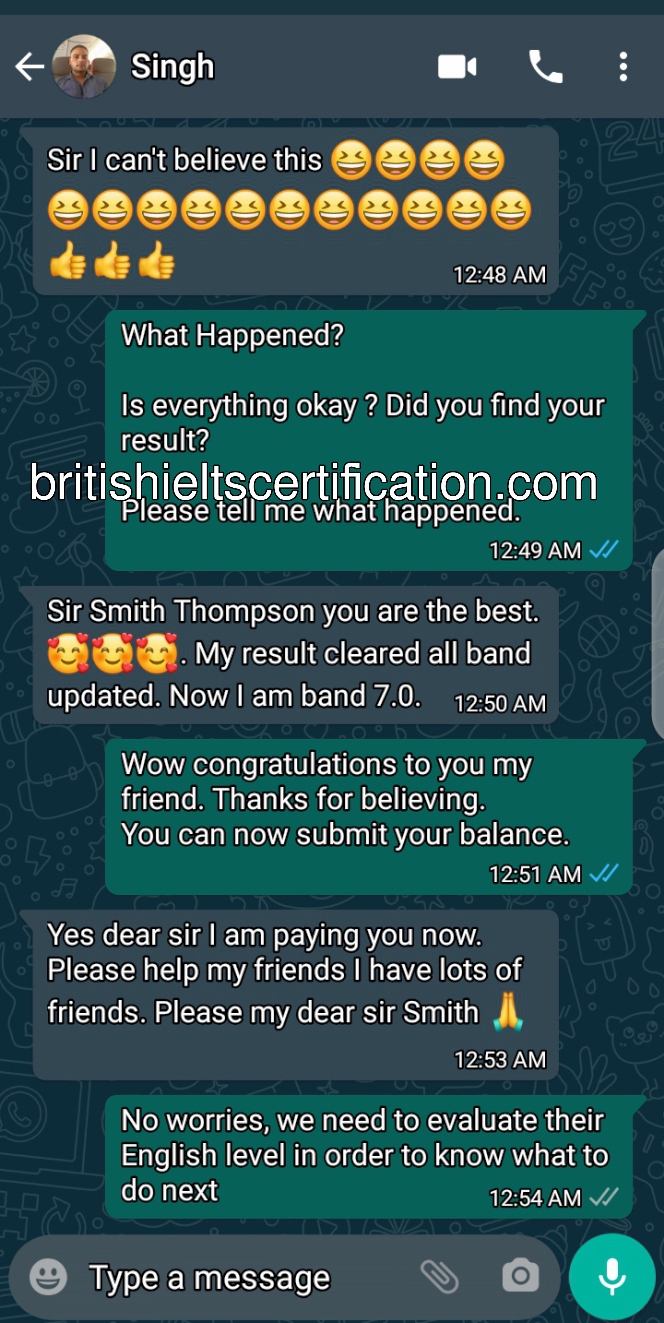 Singh
Sir I can't believe this 😆😆😆😆
😆😆😆😆😆😆😆😆😆😆😆
👍👍👍
12:48 AM
What Happened?
Is everything okay ? Did you find your
result?
britishieltscertification.com
Please tell me what happened.
12:49 AM
Sir Smith Thompson you are the best.
🥰🥰🥰. My result cleared all band
updated. Now I am band 7.0.
12:50 AM
Wow congratulations to you my
friend. Thanks for believing.
You can now submit your balance.
12:51 AM
Yes dear sir I am paying you now.
Please help my friends I have lots of
friends. Please my dear sir Smith 🙏
12:53 AM
No worries, we need to evaluate their
English level in order to know what to
do next
12:54 AM
Type a message